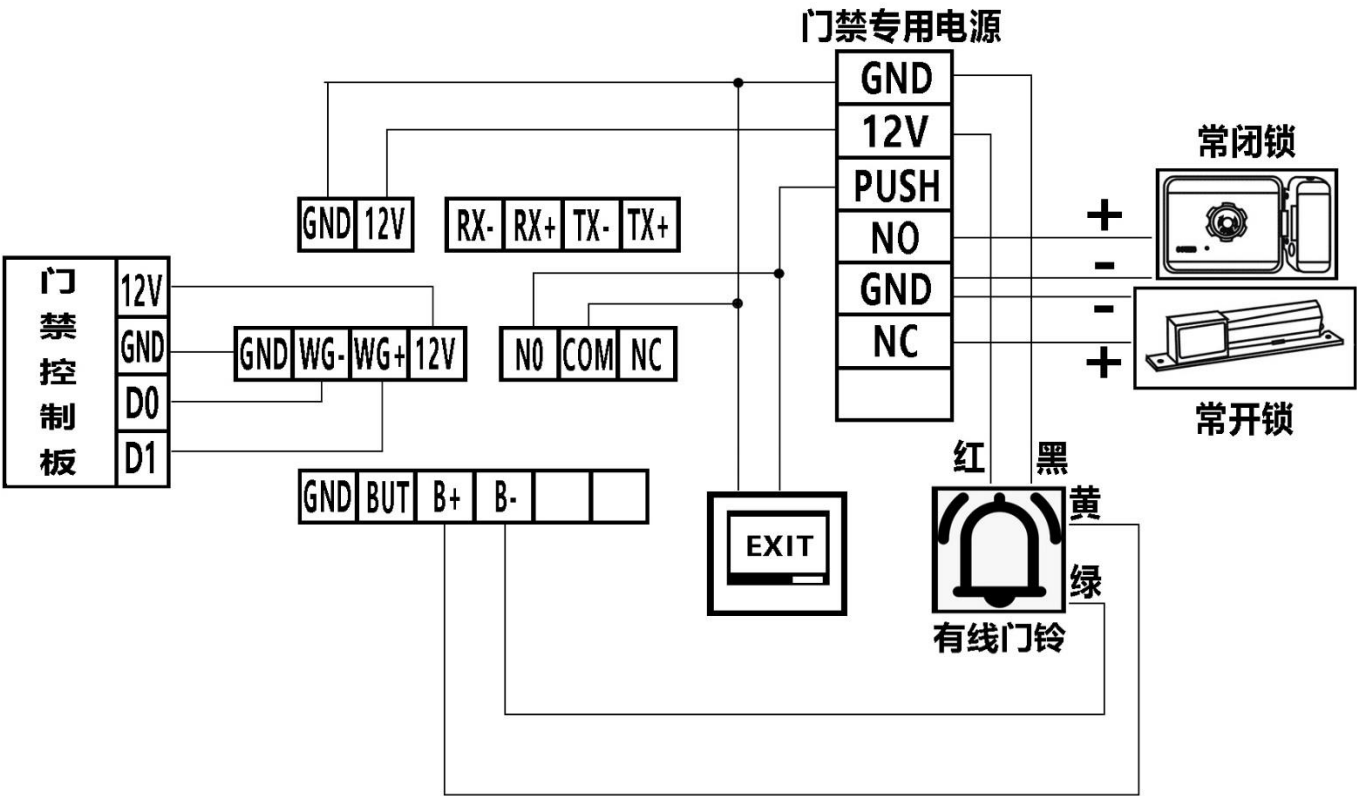 门禁专用电源
GND
12V
PUSH
NO
GND
NC
常闭锁
+
-
-
+
常开锁
GND 12V
RX- RX+ TX- TX+
门禁控制板
12V
GND
D0
D1
GND WG- WG+ 12V
N0 COM NC
GND BUT B+ B-
EXIT
红
黑
黄
绿
有线门铃